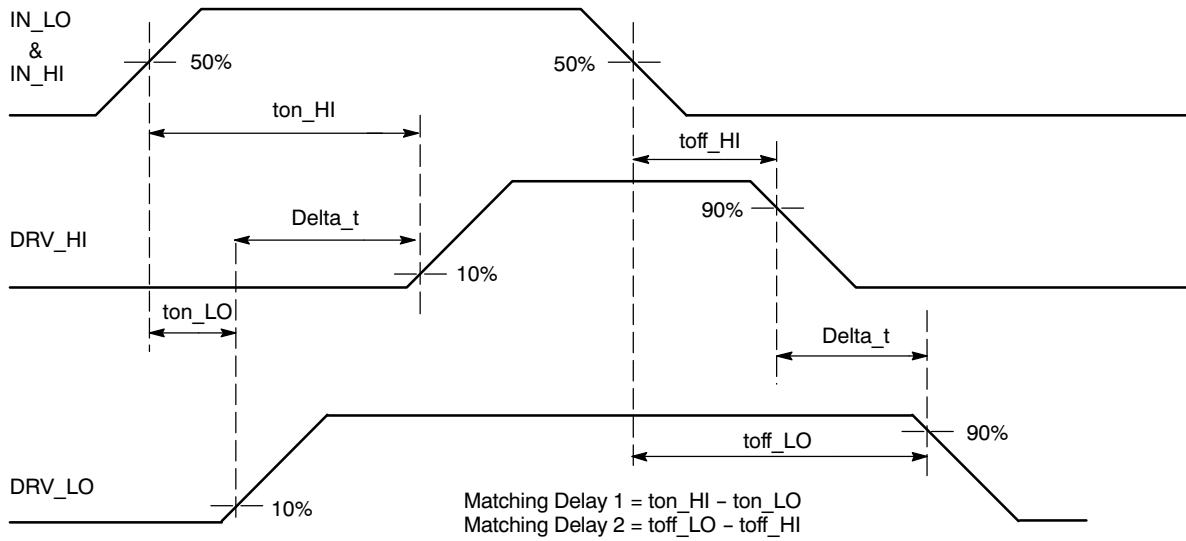 IN_LO
&
IN_HI
50%
50%
ton_HI
toff_HI
DRV_HI
Delta_t
90%
10%
ton_LO
Delta_t
DRV_LO
10%
toff_LO
90%
Matching Delay 1 = ton_HI − ton_LO
Matching Delay 2 = toff_LO − toff_HI